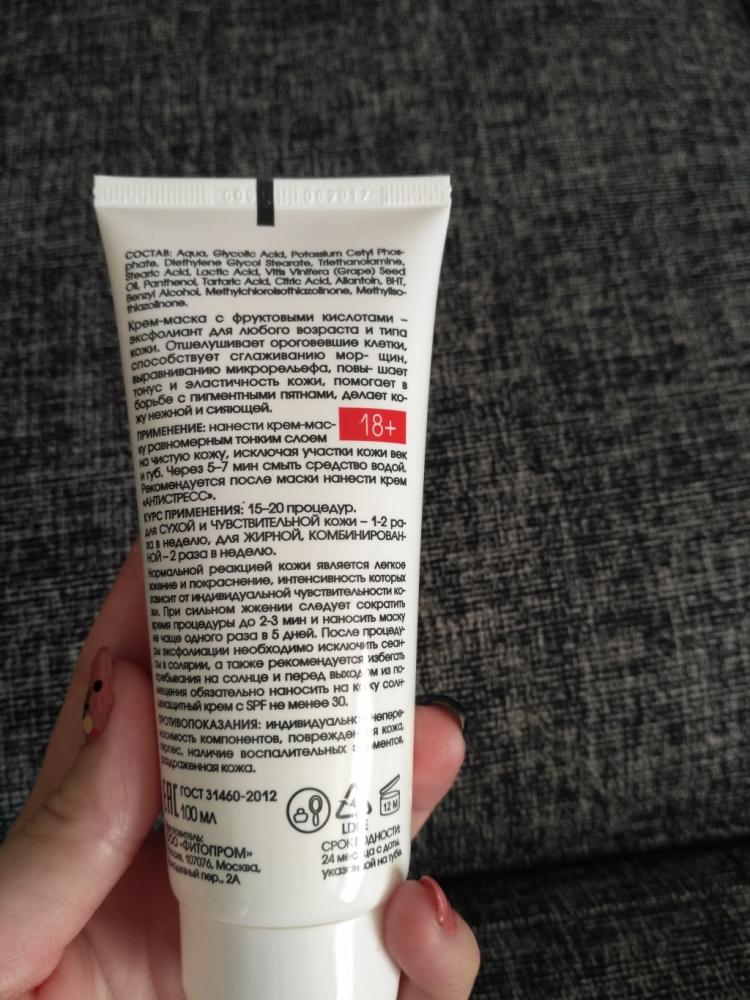 002017
СОСТАВ: Aqua, Glycolic Acid, Potassium Cetyl Phos-
phate, Diethylene Glycol Stearate, Triethanolamine,
Stearic Acid, Lactic Acid, Vitis Vinifera (Grape) Seed
Oil, Panthenol, Tartaric Acid, Citric Acid, Allantoin, BHT,
Benzyl Alcohol, Methylchloroisothiazolinone, Methyliso-
thiazolinone.
Крем-маска с фруктовыми кислотами –
эксфолиант для любого возраста и типа
кожи. Отшелушивает ороговевшие клетки,
способствует сглаживанию мор- щин,
выравниванию микрорельефа, повы- шает
тонус и эластичность кожи, помогает в
борьбе с пигментными пятнами, делает ко-
жу нежной и сияющей.
18+
ПРИМЕНЕНИЕ: нанести крем-мас-
ку равномерным тонким слоем
на чистую кожу, исключая участки кожи век
и губ. Через 5-7 мин смыть средство водой.
Рекомендуется после маски нанести крем
«АНТИСТРЕСС».
КУРС ПРИМЕНЕНИЯ: 15-20 процедур.
для СУХОЙ и ЧУВСТВИТЕЛЬНОЙ кожи – 1-2 ра-
за в неделю, для ЖИРНОЙ, КОМБИНИРОВАН-
НОЙ – 2 раза в неделю.
Нормальной реакцией кожи является легкое
жжение и покраснение, интенсивность которых
зависит от индивидуальной чувствительности ко-
жи. При сильном жжении следует сократить
время процедуры до 2-3 мин и наносить маску
не чаще одного раза в 5 дней. После процеду-
ры эксфолиации необходимо исключить сеан-
сы в солярии, а также рекомендуется избегать
пребывания на солнце и перед выходом из по-
мещения обязательно наносить на кожу солн-
цезащитный крем с SPF не менее 30.
ПРОТИВОПОКАЗАНИЯ: индивидуальная неперe-
носимость компонентов, повреждённая кожа,
герпес, наличие воспалительных элементов,
раздраженная кожа.
EAC ГОСТ 31460-2012
100 МЛ
12 М
4
LDPE
Изготовитель:
ООО «ФИТОПРОМ»
Россия, 107076, Москва,
пер., 2А
СРОК ГОДНОСТИ:
24 месяца с даты,
указанной на тубе.